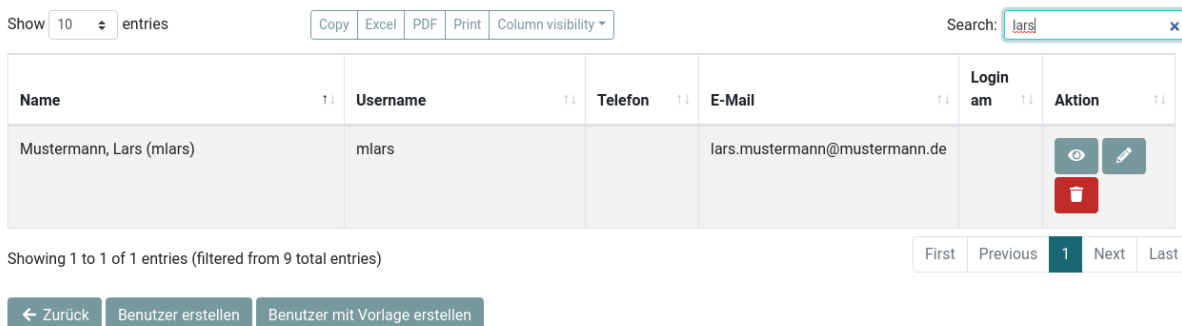 Show 10 entries Copy Excel PDF Print Column visibility Search: lars
Name Username Telefon E-Mail Login am Aktion
Mustermann, Lars (mlars) mlars lars.mustermann@mustermann.de
Showing 1 to 1 of 1 entries (filtered from 9 total entries) First Previous 1 Next Last
Zurück Benutzer erstellen Benutzer mit Vorlage erstellen